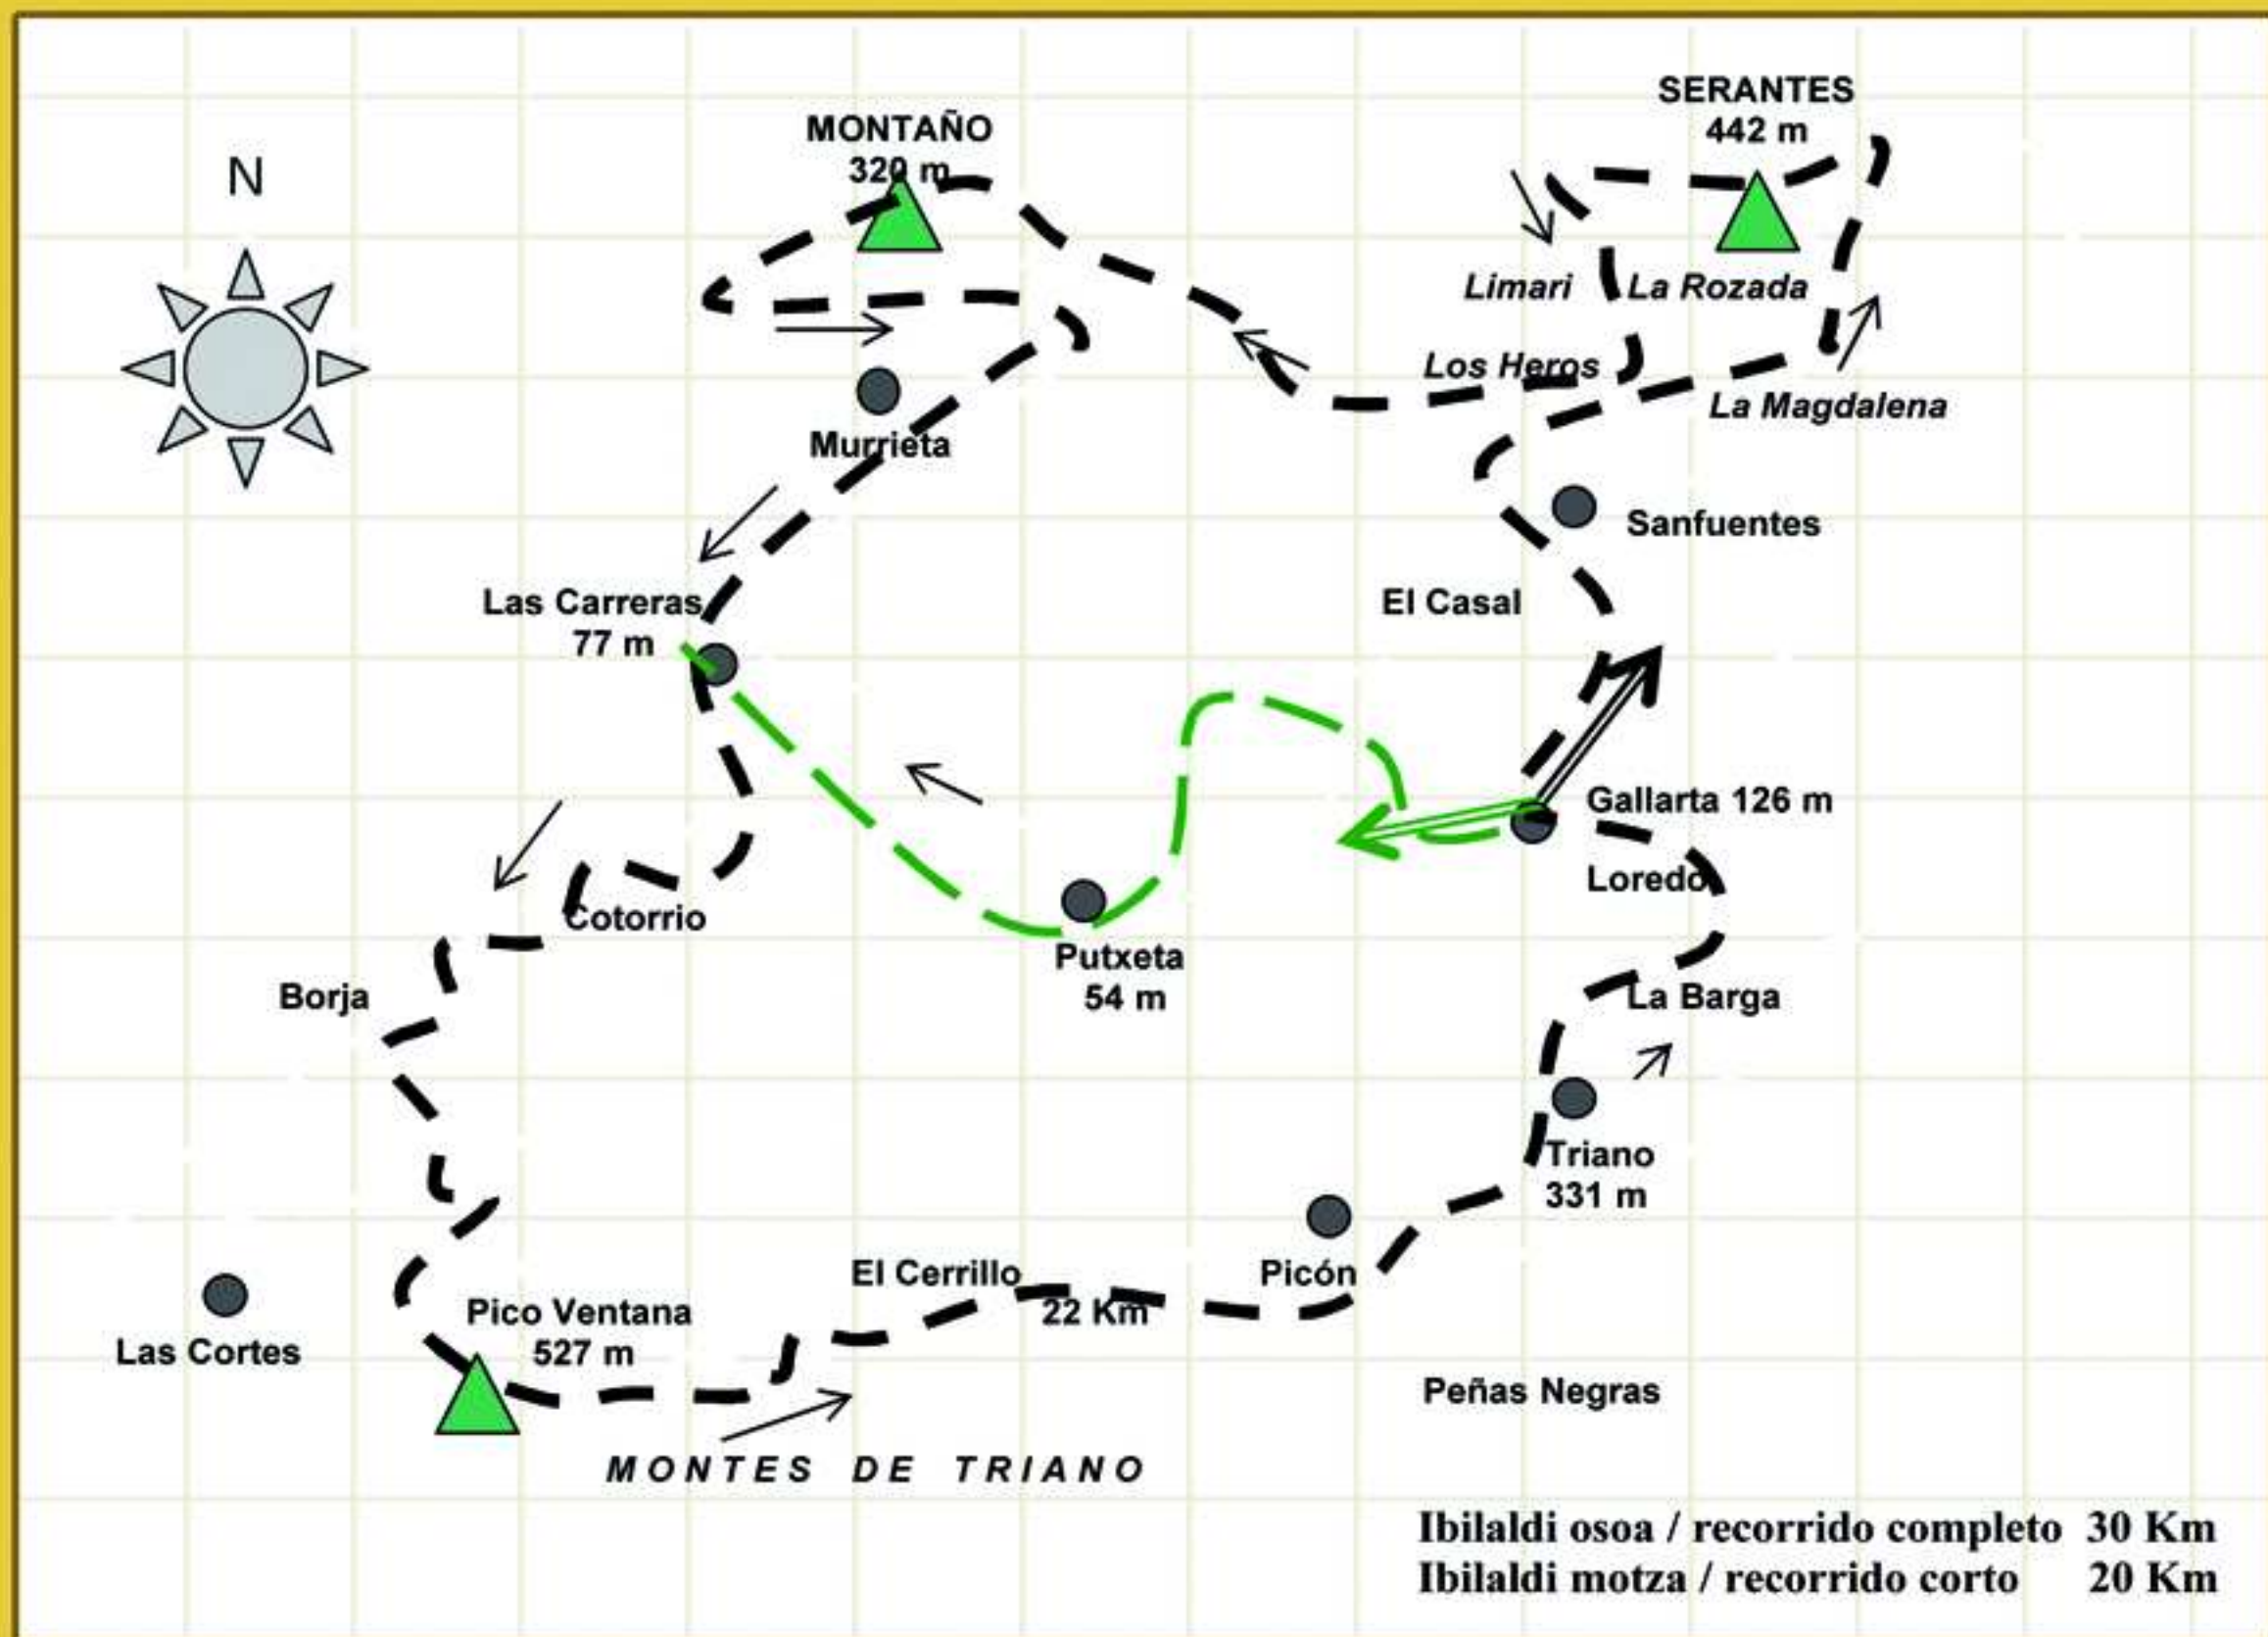 SERANTES
442 m
MONTAÑO
320 m
N
Limari
La Rozada
Los Heros
La Magdalena
Murrieta
Sanfuentes
Las Carreras
77 m
El Casal
Gallarta 126 m
Loredo
Cotorrio
Putxeta
54 m
Borja
La Barga
Triano
331 m
El Cerrillo
Picón
22 Km
Pico Ventana
527 m
Las Cortes
Peñas Negras
MONTES DE TRIANO
Ibilaldi osoa / recorrido completo 30 Km
Ibilaldi motza / recorrido corto 20 Km